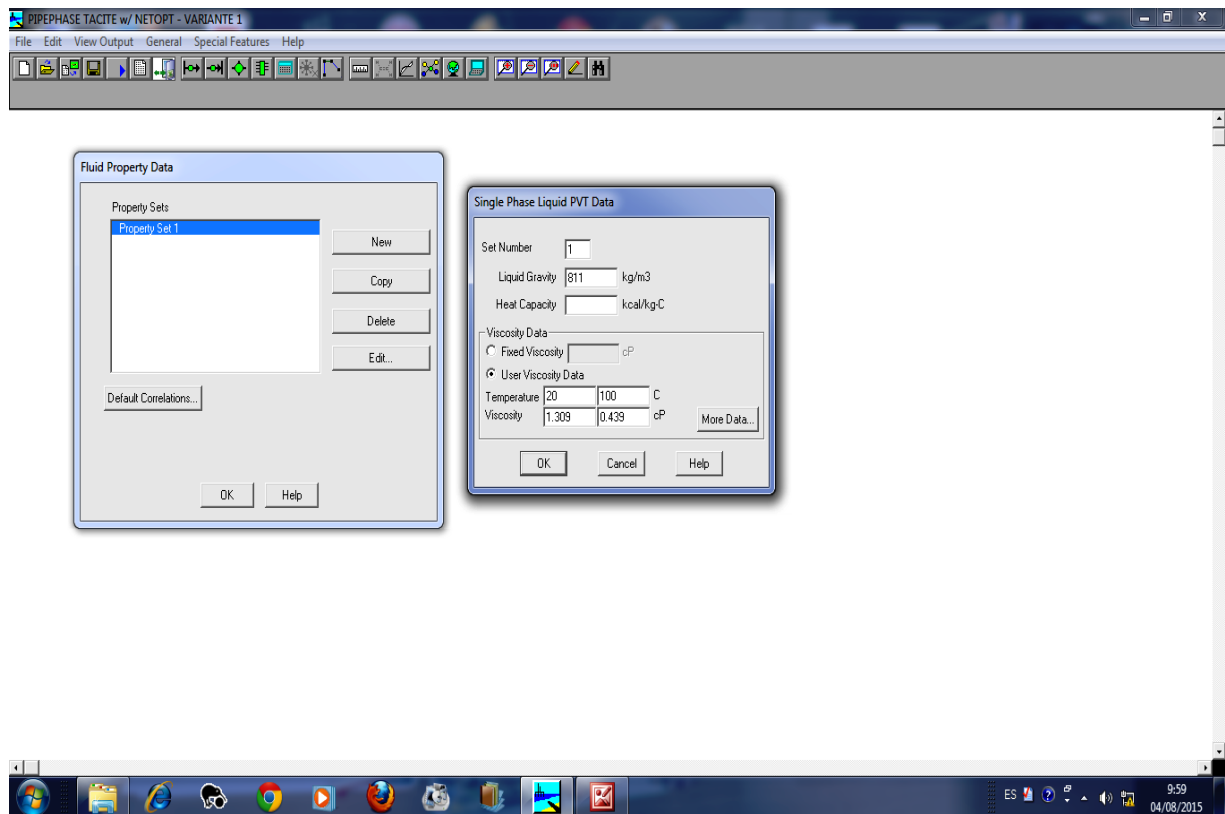 PIPEPHASE TACITE w/ NETOPT - VARIANTE 1
File Edit View Output General Special Features Help
Fluid Property Data
Property Sets
Property Set 1
New
Copy
Delete
Edit...
Default Correlations...
OK Help
Single Phase Liquid PVT Data
Set Number 1
Liquid Gravity 811 kg/m3
Heat Capacity kcal/kg-C
Viscosity Data
Fixed Viscosity cP
User Viscosity Data
Temperature 20 100 C
Viscosity 1.309 0.439 cP More Data...
OK Cancel Help
ES 9:59
04/08/2015